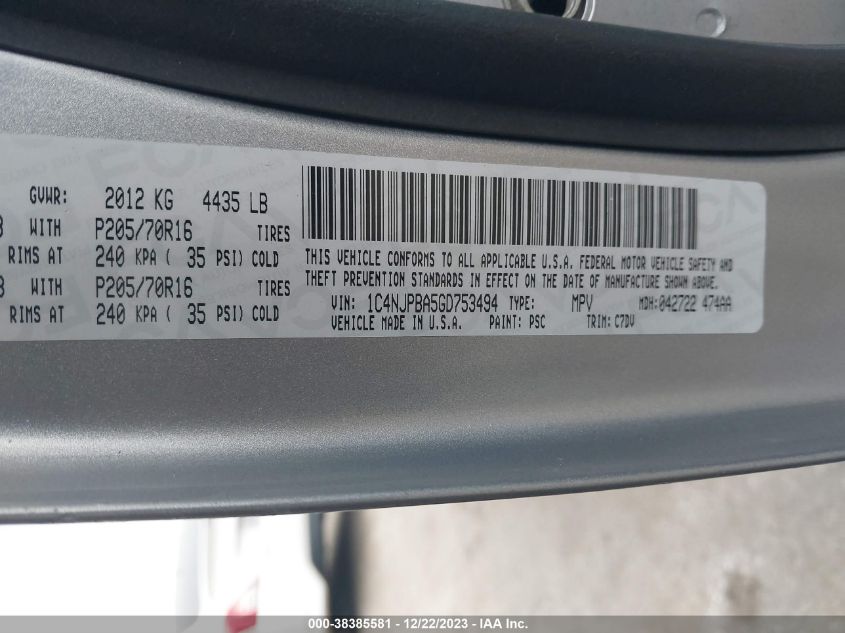 GVWR: 2012 KG 4435 LB
WITH P205/70R16 TIRES
RIMS AT 240 KPA ( 35 PSI) COLD
WITH P205/70R16 TIRES
RIMS AT 240 KPA ( 35 PSI) COLD
THIS VEHICLE CONFORMS TO ALL APPLICABLE U.S.A. FEDERAL MOTOR VEHICLE SAFETY AND
THEFT PREVENTION STANDARDS IN EFFECT ON THE DATE OF MANUFACTURE SHOWN ABOVE.
VIN: 1C4NJPBA5GD753494 TYPE: MPV MDH: 042722 474AA
VEHICLE MADE IN U.S.A. PAINT: PSC TRIM: C7DV
000-38385581 - 12/22/2023 - IAA Inc.